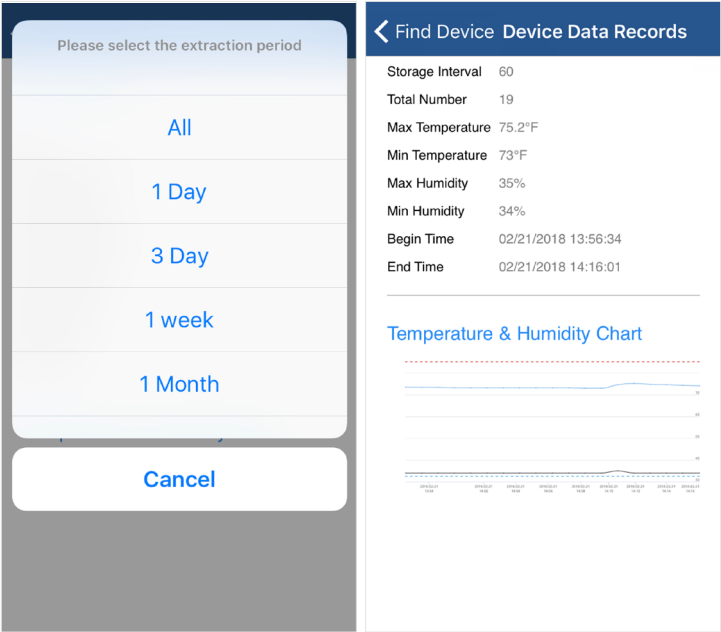 Please select the extraction period
All
1 Day
3 Day
1 week
1 Month
Cancel
Find Device Device Data Records
Storage Interval 60
Total Number 19
Max Temperature 75.2°F
Min Temperature 73°F
Max Humidity 35%
Min Humidity 34%
Begin Time 02/21/2018 13:56:34
End Time 02/21/2018 14:16:01
Temperature & Humidity Chart